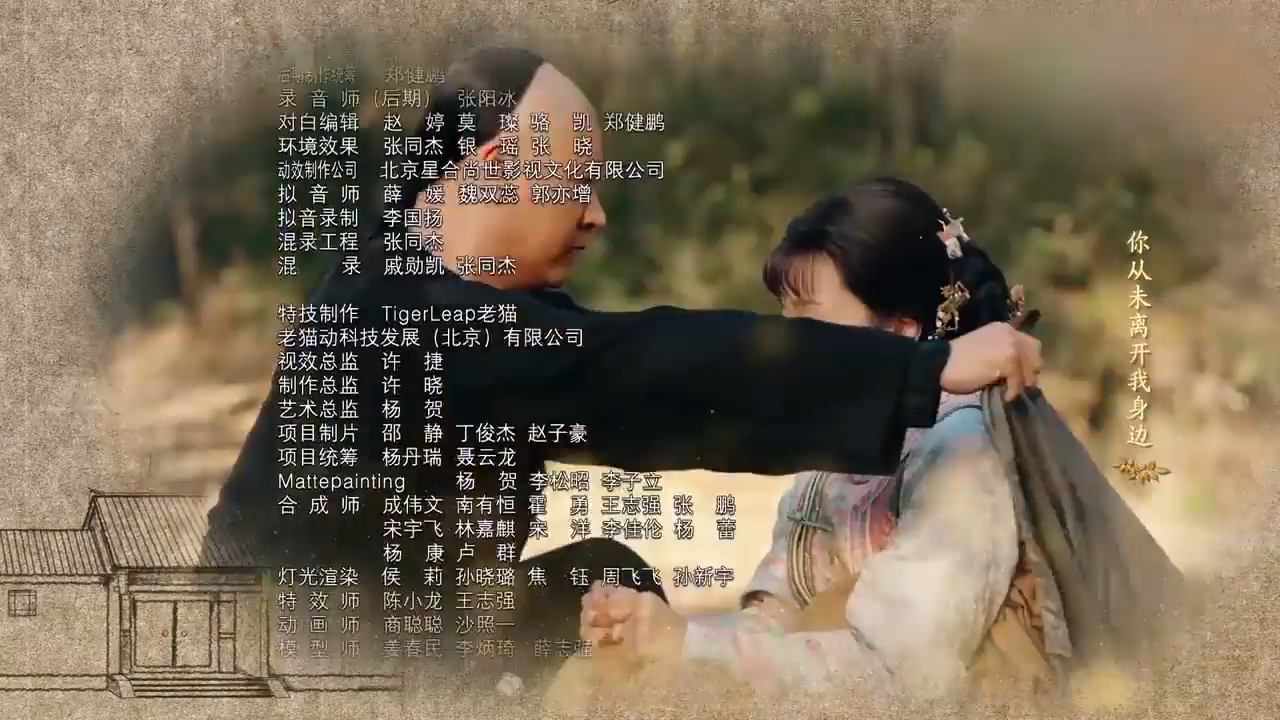 后期制作统筹 郑健鹏
录音师（后期） 张阳冰
对白编辑 赵婷 莫璨 骆凯 郑健鹏
环境效果 张同杰 银瑶 张晓
动效制作公司 北京星合尚世影视文化有限公司
拟音师 薛媛 魏双蕊 郭亦增
拟音录制 李国扬
混录工程 张同杰
混录 戚勋凯 张同杰
特技制作 TigerLeap老猫
老猫动科技发展（北京）有限公司
视效总监 许捷
制作总监 许晓
艺术总监 杨贺
项目制片 邵静 丁俊杰 赵子豪
项目统筹 杨丹瑞 聂云龙
Mattepainting 杨贺 李松昭 李子立
合成师 成伟文 南有恒 霍勇 王志强 张鹏
宋宇飞 林嘉麒 宋洋 李佳伦 杨蕾
杨康 卢群
灯光渲染 侯莉 孙晓璐 焦钰 周飞飞 孙新宇
特效师 陈小龙 王志强
动画师 商聪聪 沙照一
模型师 姜春民 李炳琦 薛志强
你从未离开我身边